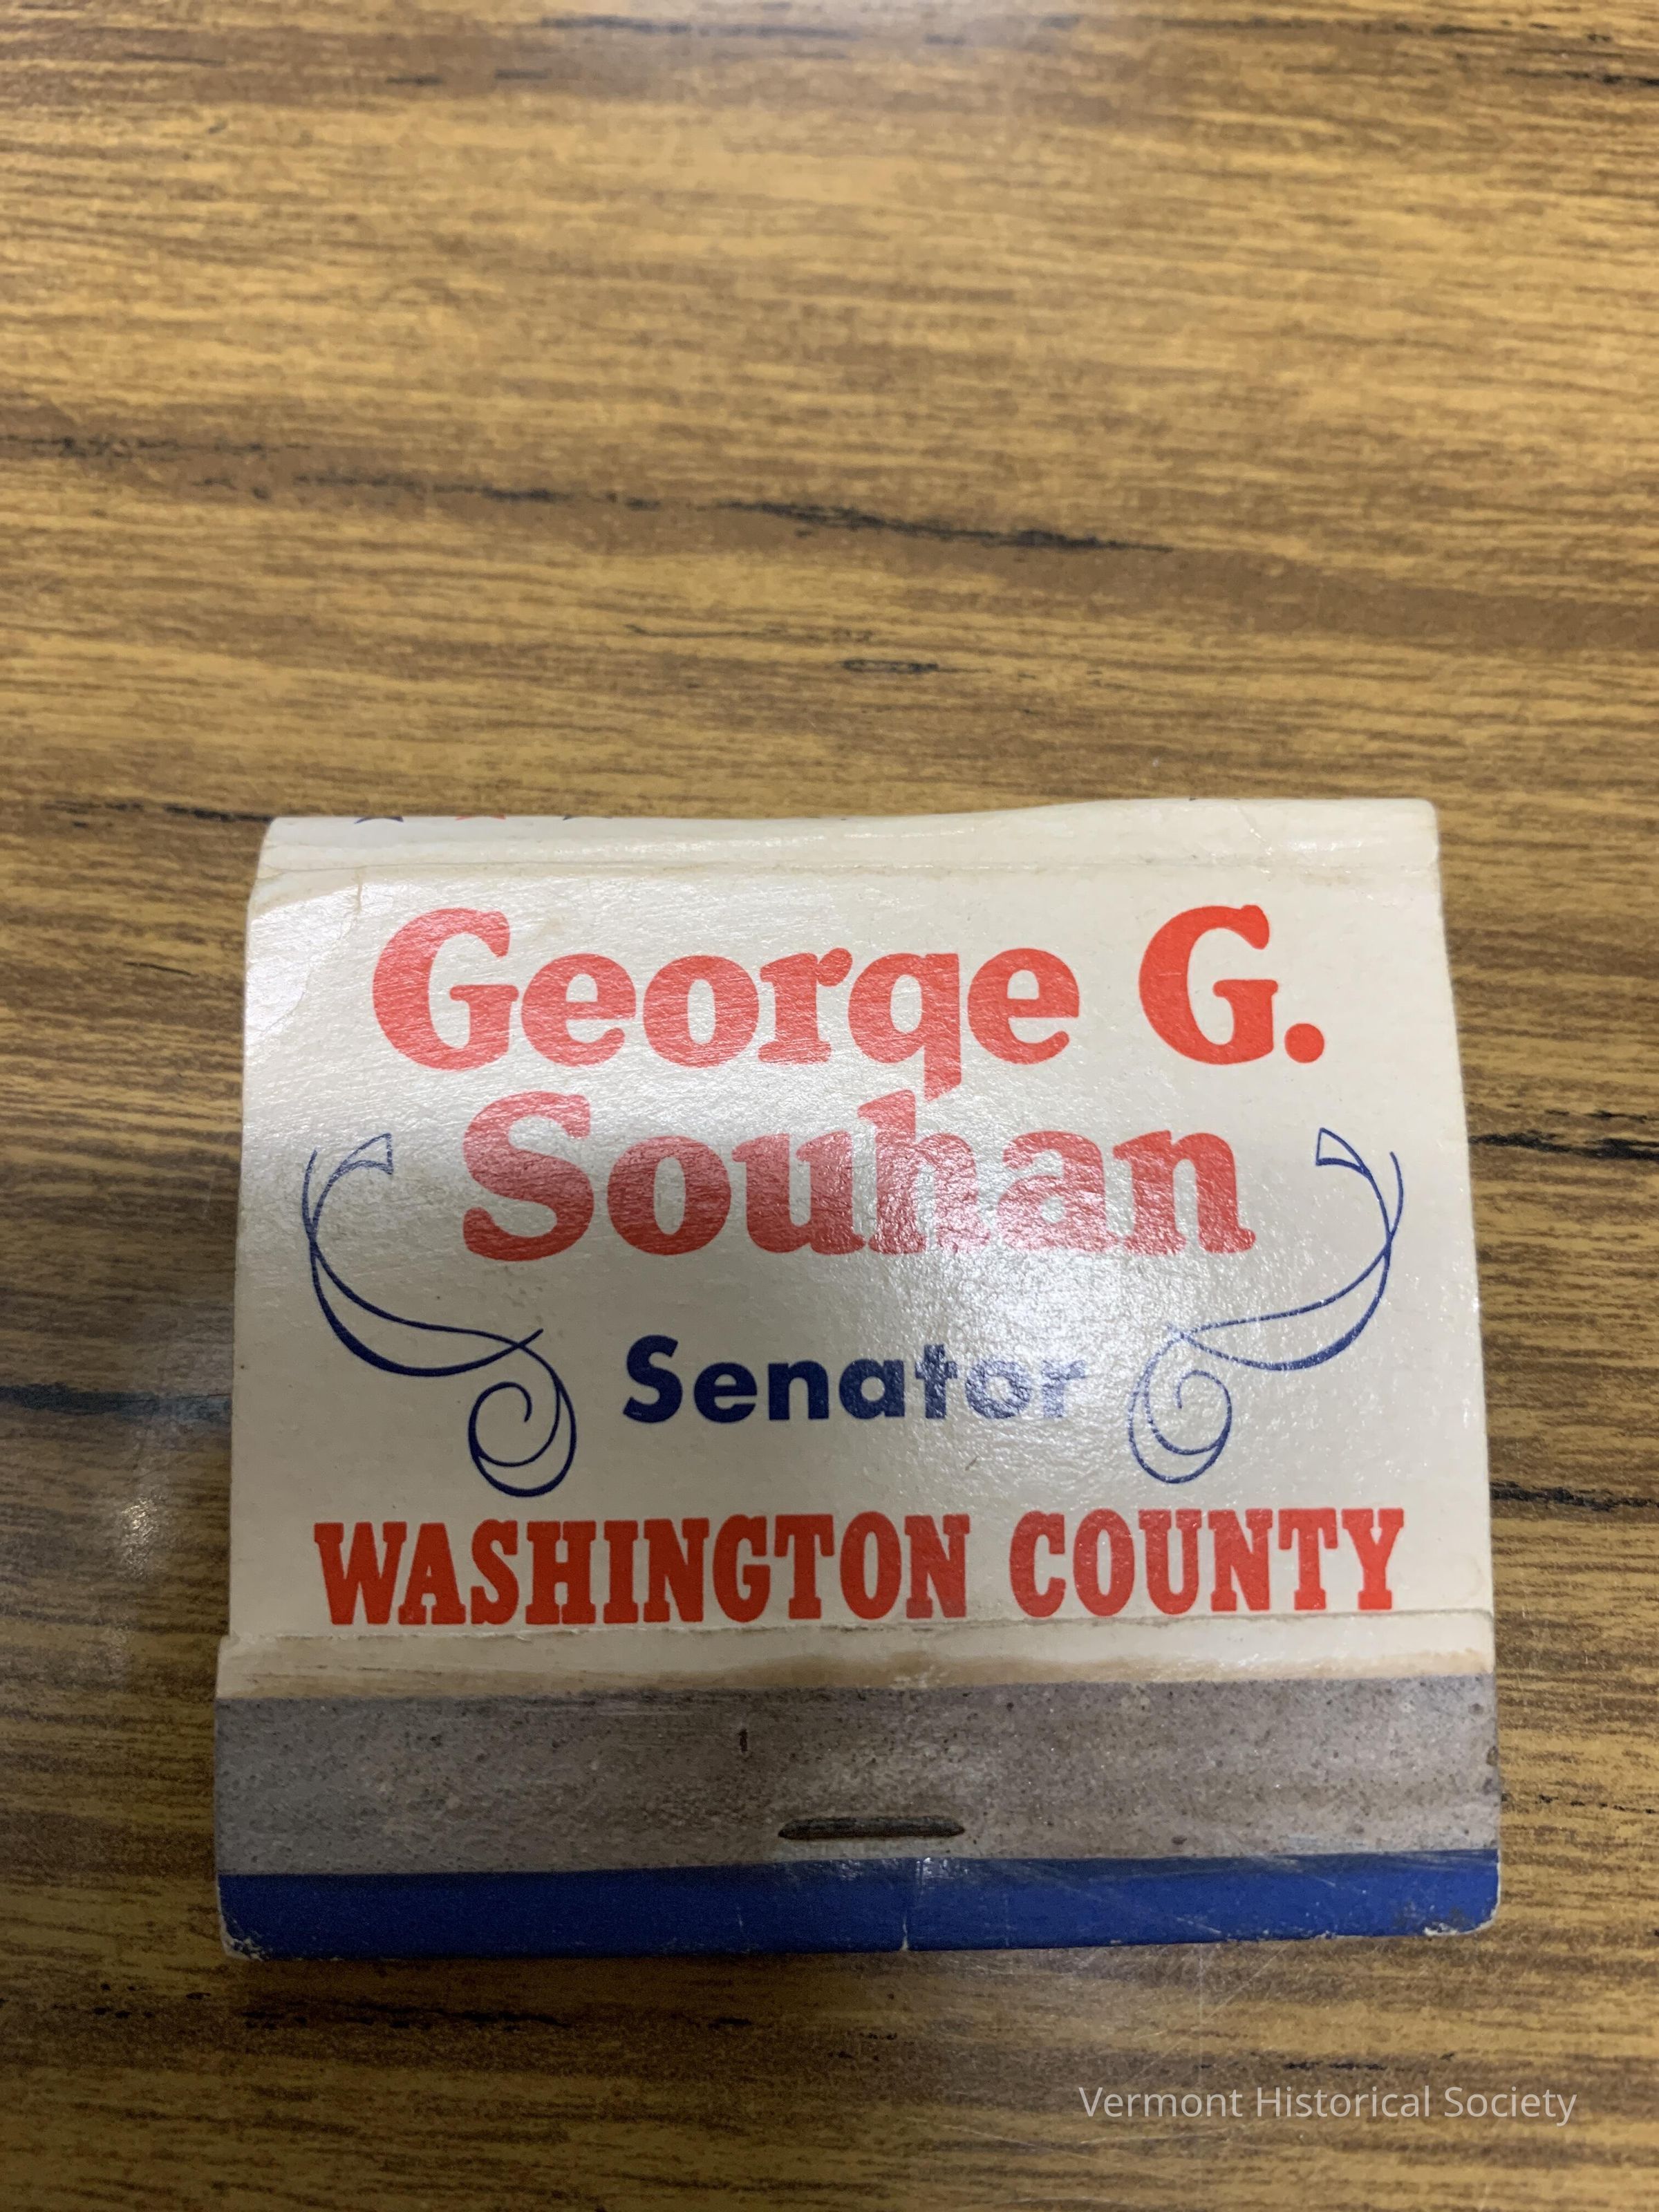 George G.
Souhan
Senator
WASHINGTON COUNTY
Vermont Historical Society